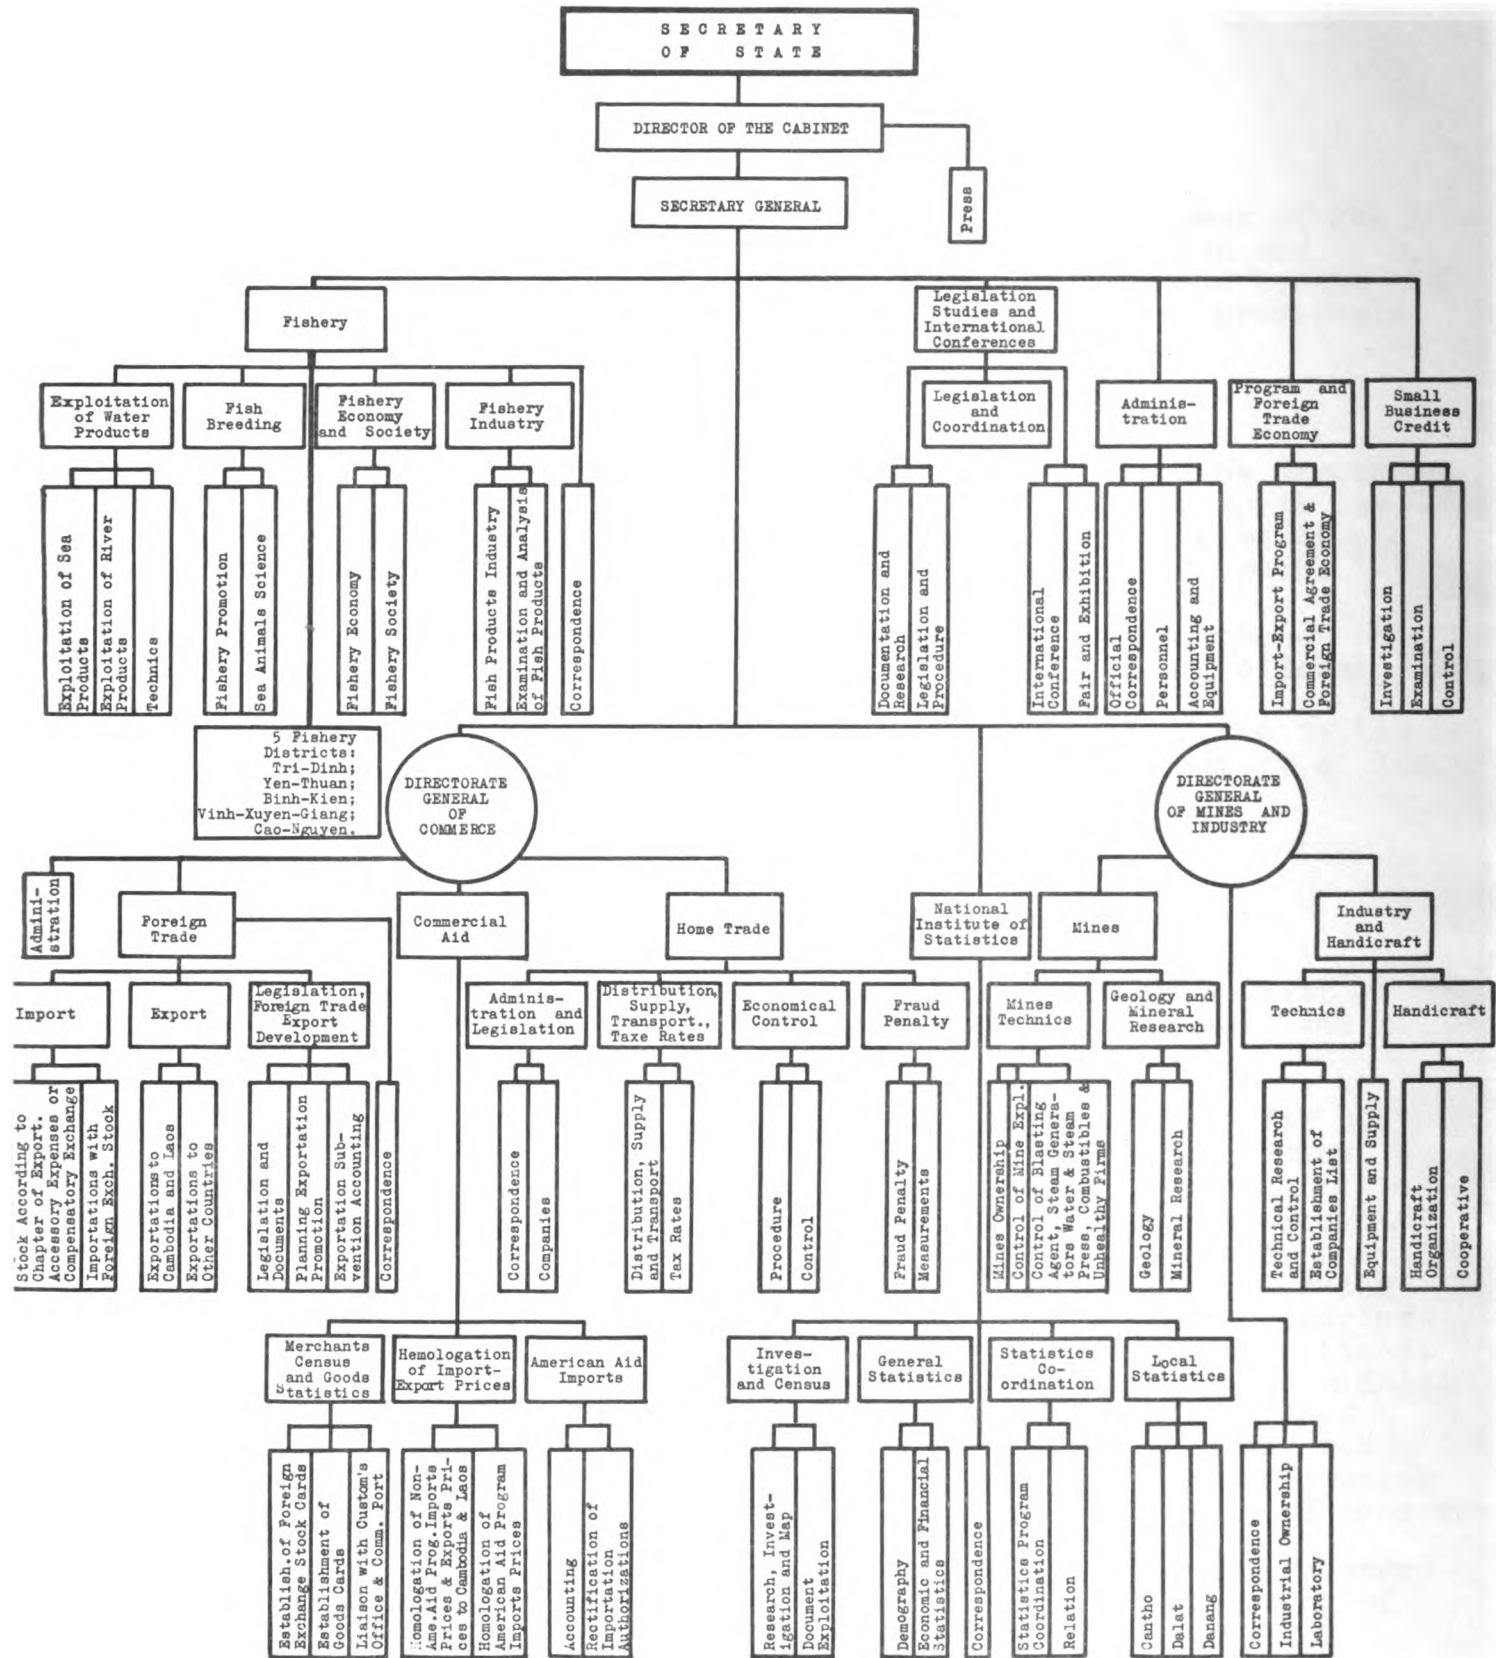 SECRETARY
OF STATE
DIRECTOR OF THE CABINET
Press
SECRETARY GENERAL
Fishery
Legislation
Studies and
International
Conferences
Exploitation
of Water
Products
Fish
Breeding
Fishery
Economy
and Society
Fishery
Industry
Legislation
and
Coordination
Adminis-
tration
Program and
Foreign
Trade
Economy
Small
Business
Credit
Exploitation of Sea
Products
Exploitation of River
Products
Technics
Fishery Promotion
Sea Animals Science
Fishery Economy
Fishery Society
Fish Products Industry
Examination and Analysis
of Fish Products
Correspondence
Documentation and
Research
Legislation and
Procedure
International
Conference
Fair and Exhibition
Official
Correspondence
Personnel
Accounting and
Equipment
Import-Export Program
Commercial Agreement &
Foreign Trade Economy
Investigation
Examination
Control
5 Fishery
Districts:
Tri-Dinh;
Yen-Thuan;
Binh-Kien;
Vinh-Xuyen-Giang;
Cao-Nguyen.
DIRECTORATE
GENERAL
OF
COMMERCE
DIRECTORATE
GENERAL
OF MINES AND
INDUSTRY
Admini-
stration
Foreign
Trade
Commercial
Aid
Home Trade
National
Institute of
Statistics
Mines
Industry
and
Handicraft
Import
Export
Legislation,
Foreign Trade
Export
Development
Adminis-
tration and
Legislation
Distribution,
Supply,
Transport.,
Taxe Rates
Economical
Control
Fraud
Penalty
Mines
Technics
Geology and
Mineral
Research
Technics
Handicraft
Stock According to
Chapter of Export.
Accessory Expenses or
Compensatory Exchange
Importations with
Foreign Exch. Stock
Exportations to
Cambodia and Laos
Exportations to
Other Countries
Legislation and
Documents
Planning Exportation
Promotion
Exportation Sub-
vention Accounting
Correspondence
Correspondence
Companies
Distribution, Supply
and Transport
Tax Rates
Procedure
Control
Fraud Penalty
Measurements
Mines Ownership
Control of Mine Expl.
Control of Blasting
Agent, Steam Genera-
tors Water & Steam
Press, Combustibles &
Unhealthy Firms
Geology
Mineral Research
Technical Research
and Control
Establishment of
Companies List
Equipment and Supply
Handicraft
Organization
Cooperative
Merchants
Census
and Goods
Statistics
Hemologation
of Import-
Export Prices
American Aid
Imports
Inves-
tigation
and Census
General
Statistics
Statistics
Co-
ordination
Local
Statistics
Establish.of Foreign
Exchange Stock Cards
Establishment of
Goods Cards
Liaison with Custom's
Office & Comm. Port
Homologation of Non-
Ame.Aid Prog.Imports
Prices & Exports Pri-
ces to Cambodia & Laos
Homologation of
American Aid Program
Imports Prices
Accounting
Rectification of
Importation
Authorizations
Research, Invest-
igation and Map
Document
Exploitation
Demography
Economic and Financial
Statistics
Correspondence
Statistics Program
Coordination
Relation
Cantho
Dalat
Danang
Correspondence
Industrial Ownership
Laboratory